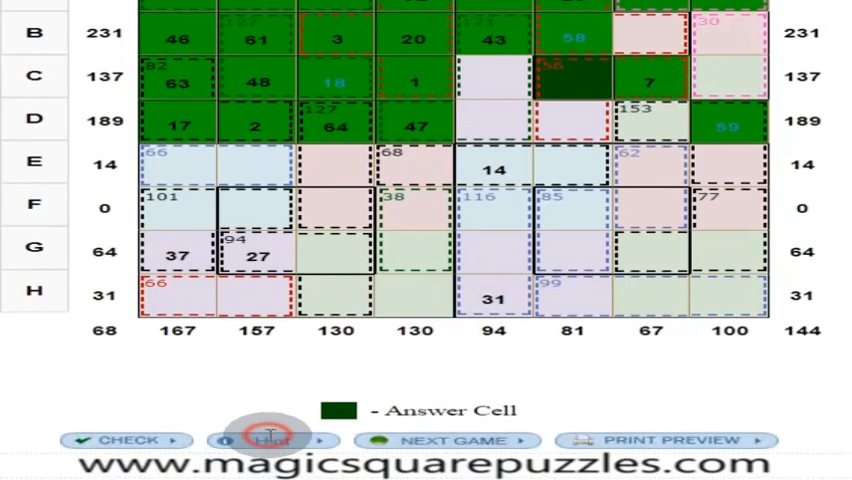 127 171 30
B 231 46 61 3 20 43 58 231
82 56
C 137 63 48 18 1 7 137
127 153
D 189 17 2 64 47 59 189
66 68 62
E 14 14 14
101 38 116 85 77
F 0 0
94
G 64 37 27 64
66 99
H 31 31 31
68 167 157 130 130 94 81 67 100 144
- Answer Cell
CHECK Hint NEXT GAME PRINT PREVIEW
www.magicsquarepuzzles.com